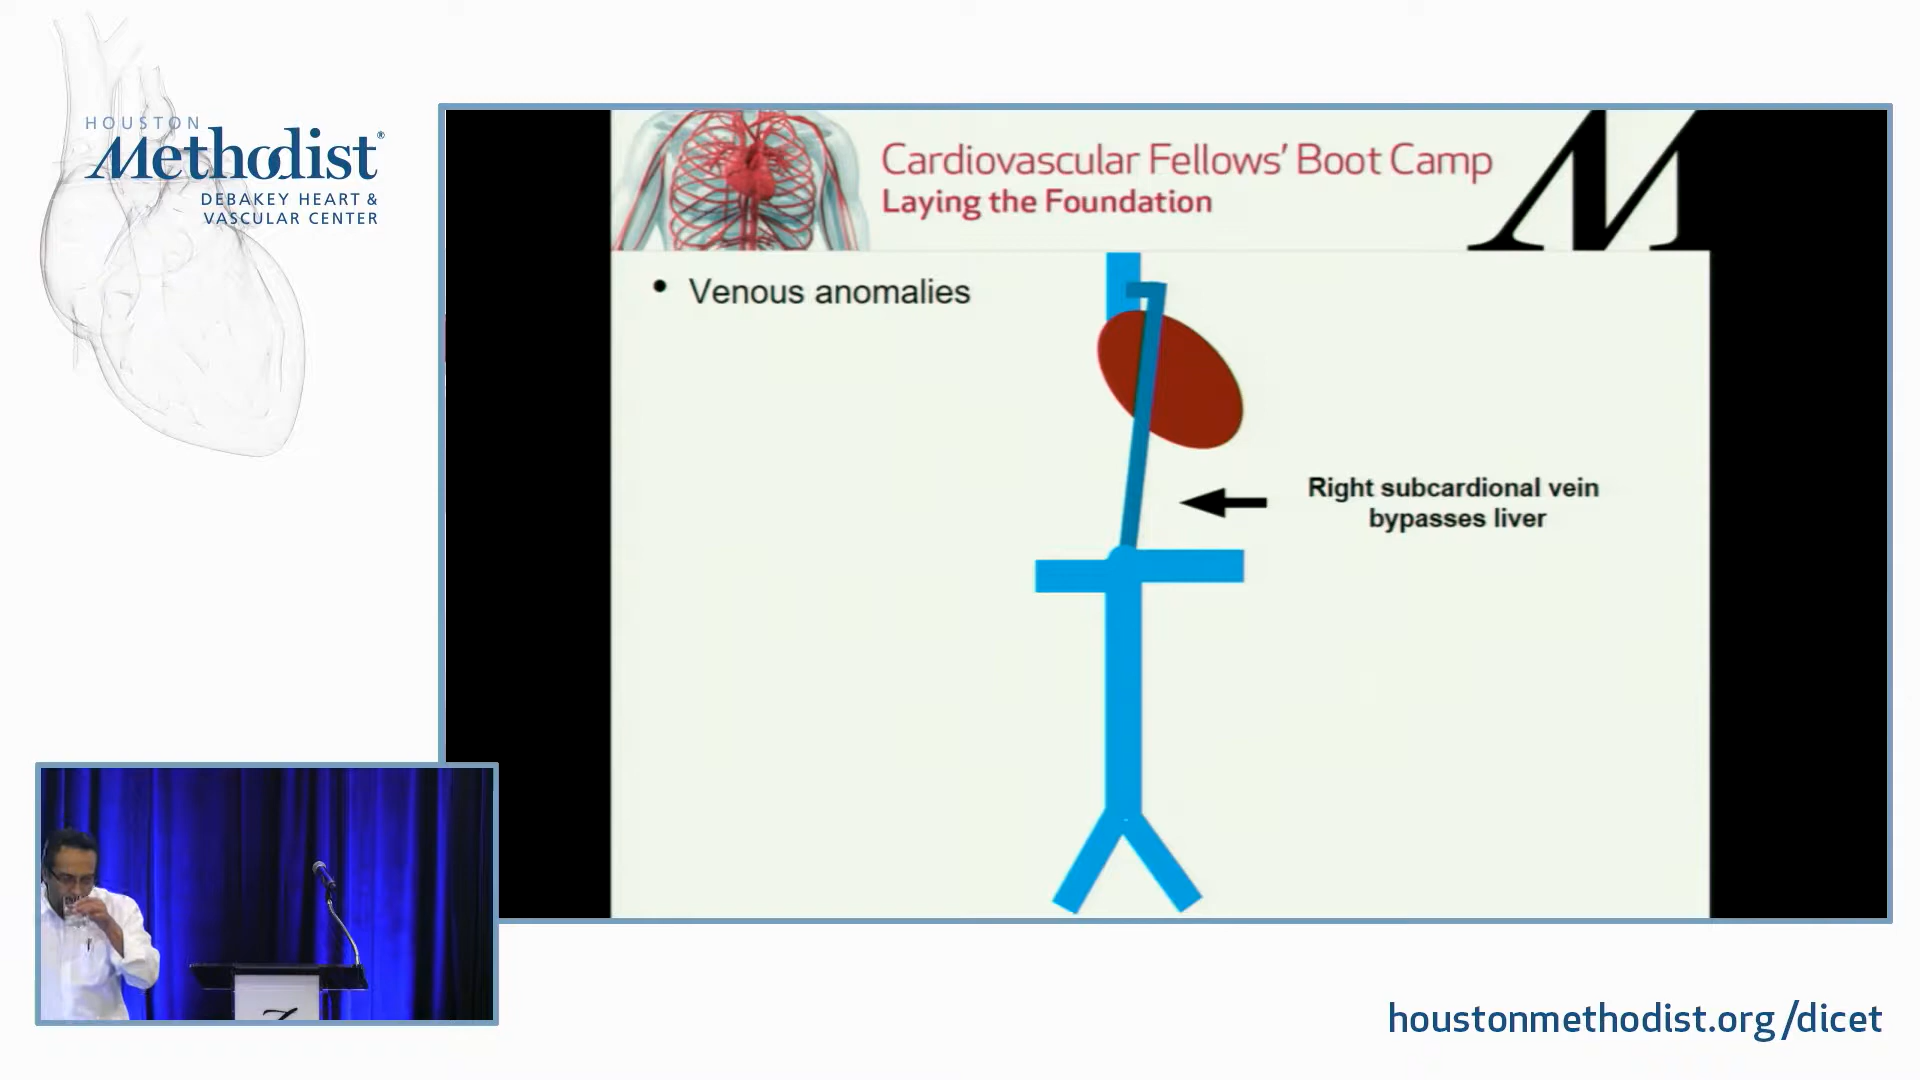 HOUSTON
Methodist®
DEBAKEY HEART &
VASCULAR CENTER
Cardiovascular Fellows' Boot Camp
Laying the Foundation
M
• Venous anomalies
Right subcardional vein
bypasses liver
houstonmethodist.org/dicet